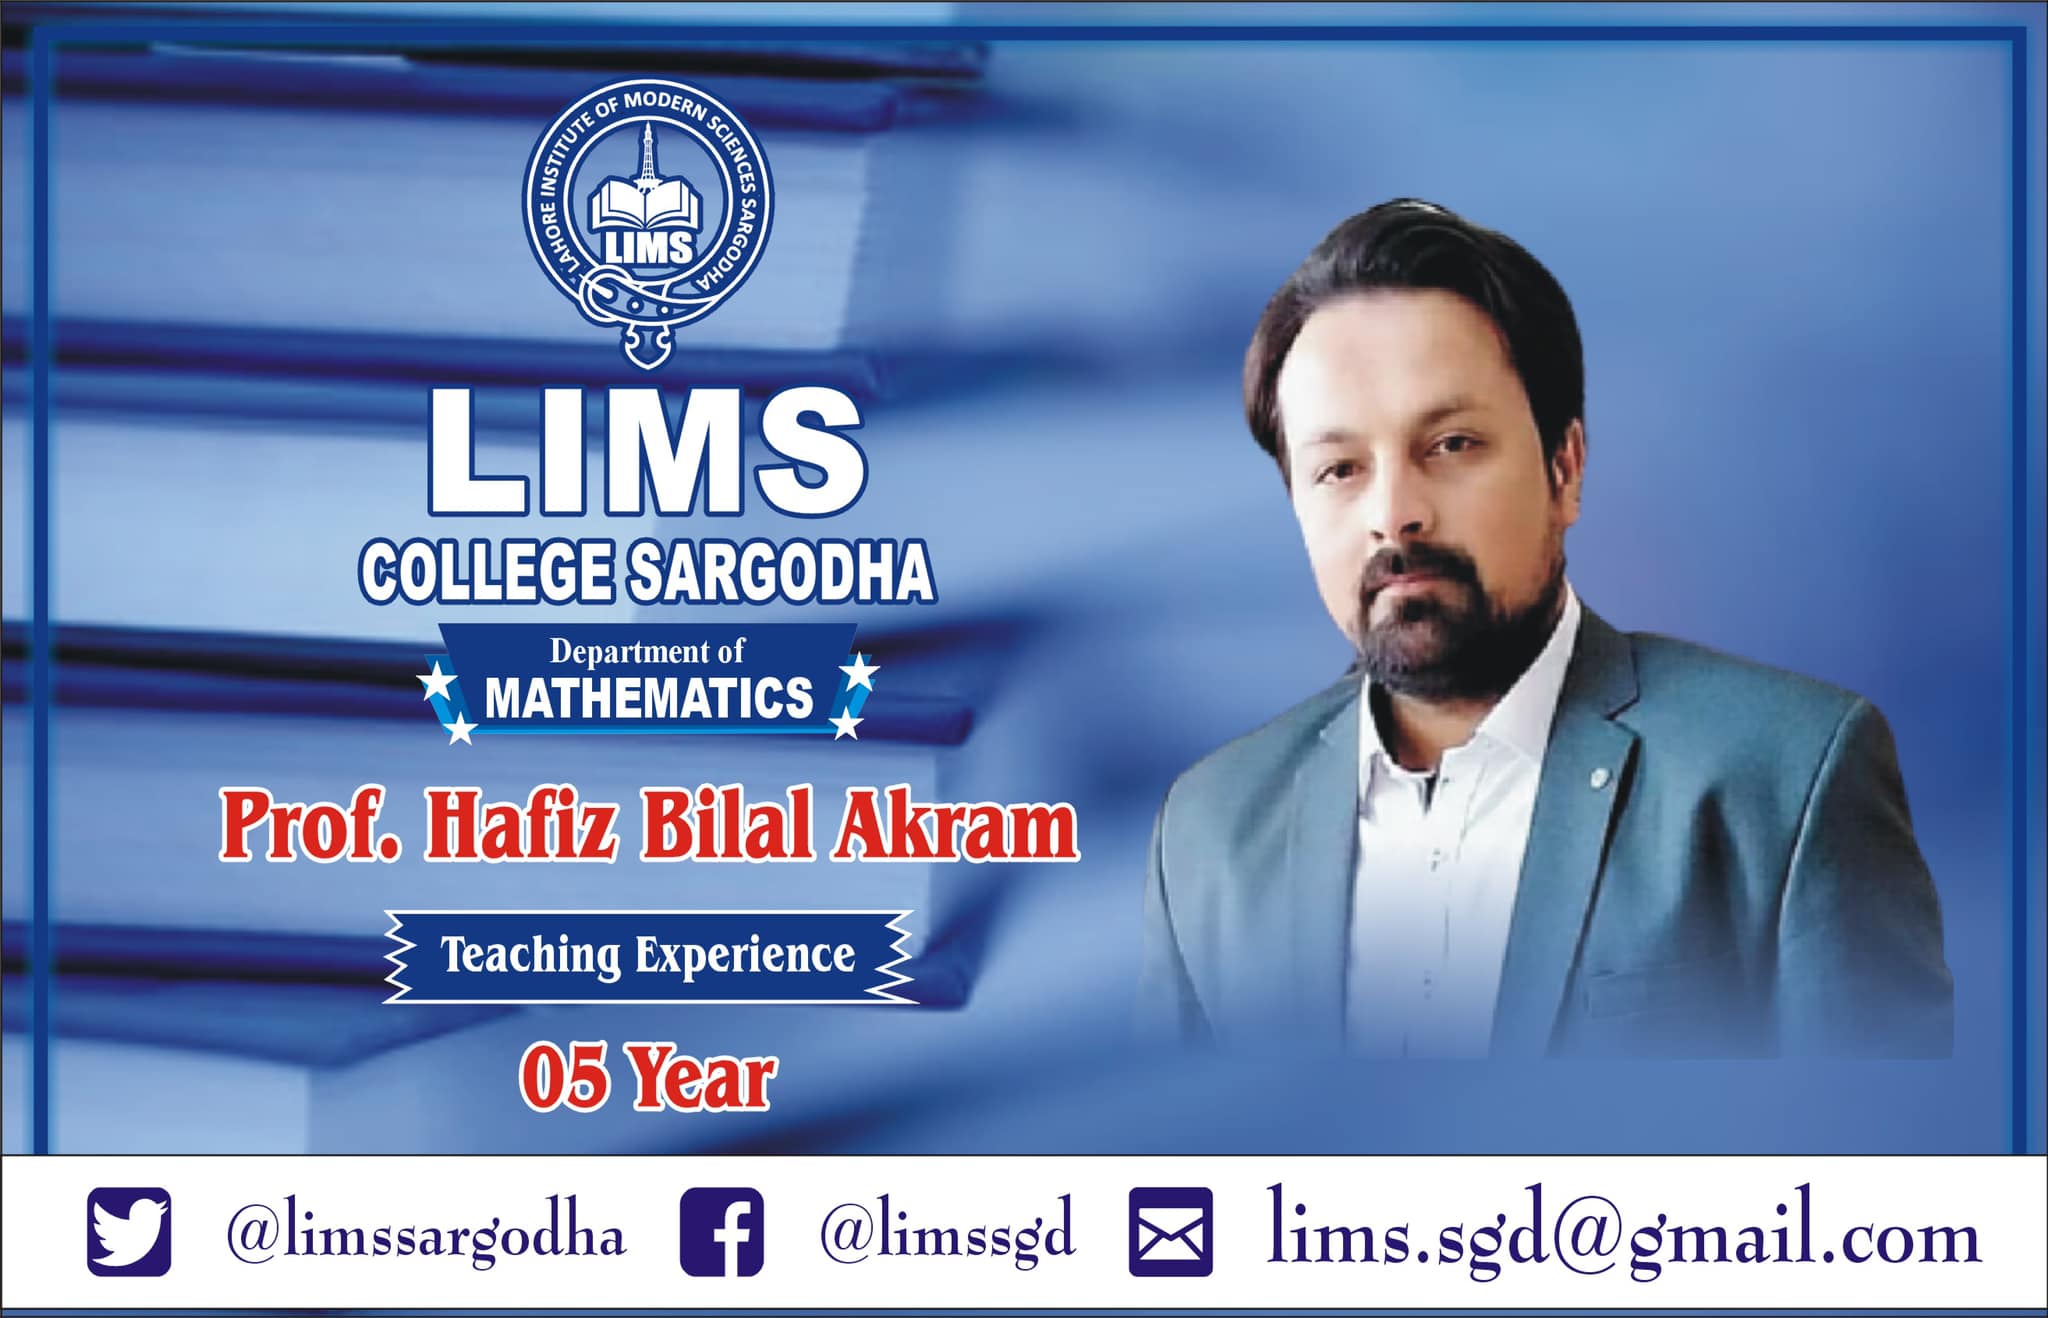 LAHORE INSTITUTE OF MODERN SCIENCES SARGODHA
LIMS
LIMS
COLLEGE SARGODHA
Department of
MATHEMATICS
Prof. Hafiz Bilal Akram
Teaching Experience
05 Year
@limssargodha @limssgd lims.sgd@gmail.com